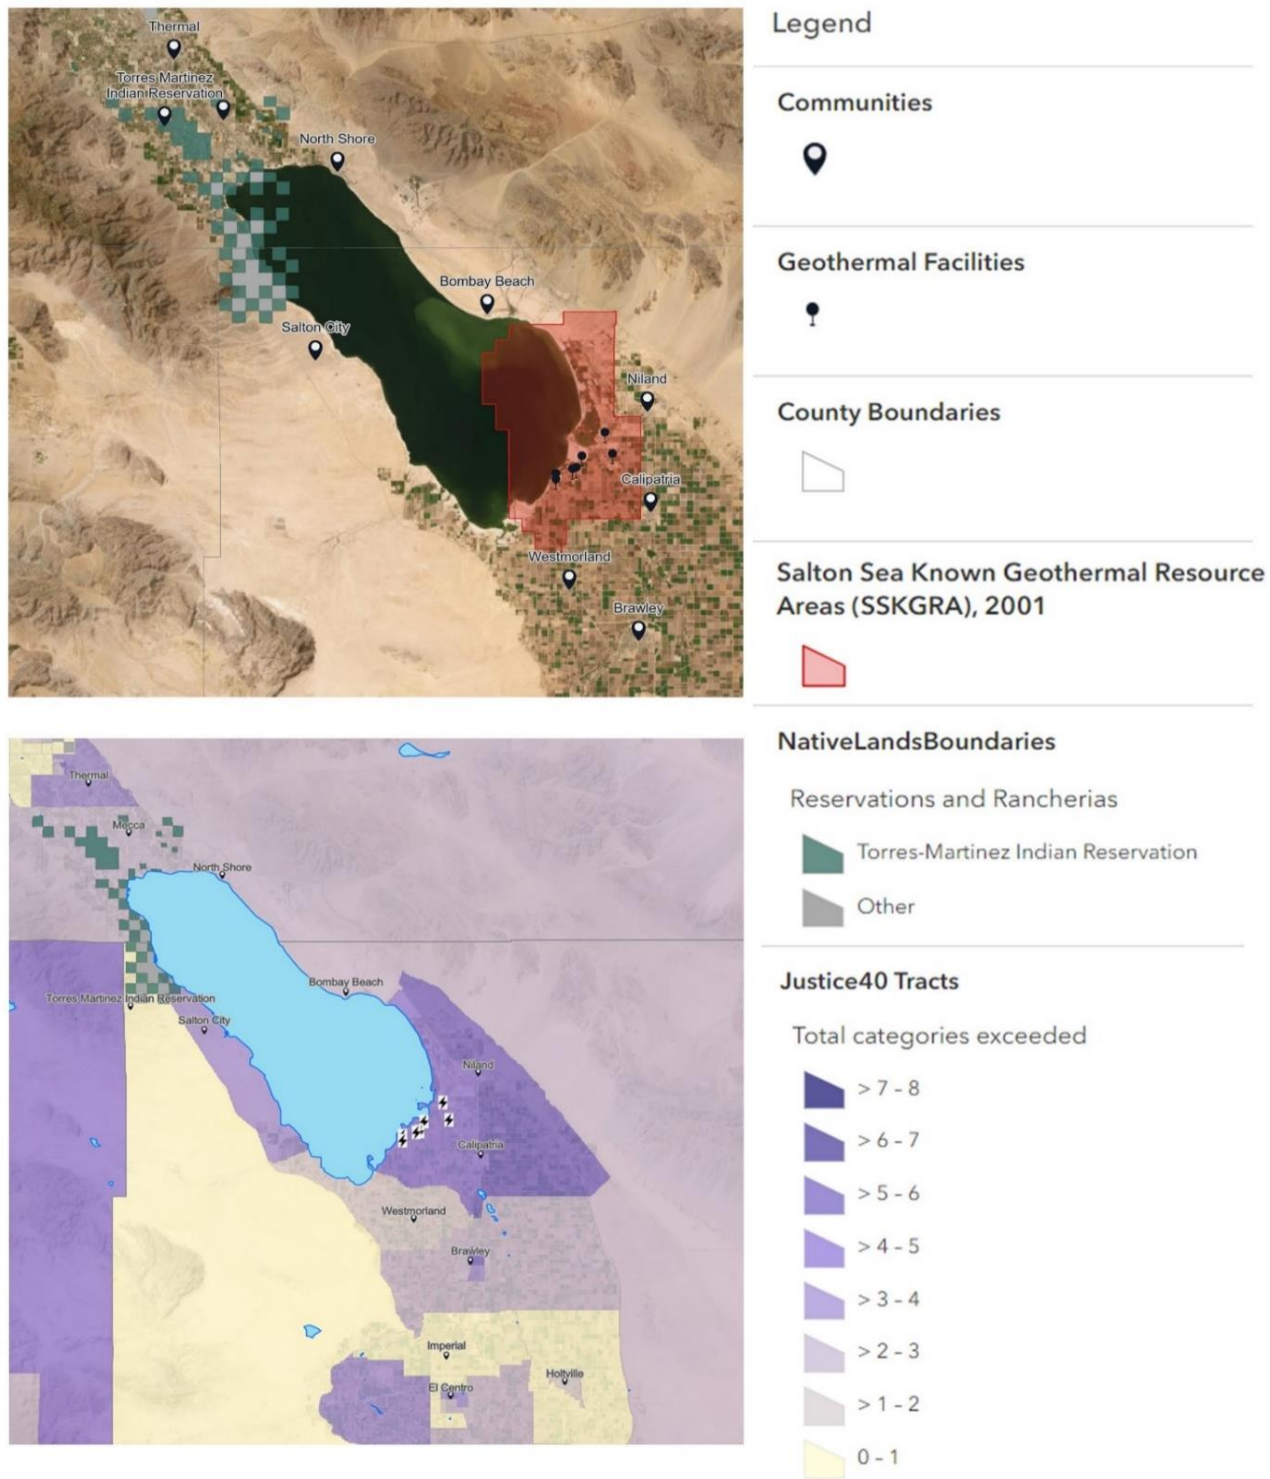 Thermal
Torres Martinez
Indian Reservation
North Shore
Bombay Beach
Salton City
Niland
Calipatria
Westmorland
Brawley
Legend
Communities
Geothermal Facilities
County Boundaries
Salton Sea Known Geothermal Resource
Areas (SSKGRA), 2001
NativeLandsBoundaries
Reservations and Rancherias
Torres-Martinez Indian Reservation
Other
Justice40 Tracts
Total categories exceeded
> 7 - 8
> 6 - 7
> 5 - 6
> 4 - 5
> 3 - 4
> 2 - 3
> 1 - 2
0 - 1
Thermal
Mecca
North Shore
Bombay Beach
Torres Martinez Indian Reservation
Salton City
Niland
Calipatria
Westmorland
Brawley
Imperial
Holtville
El Centro